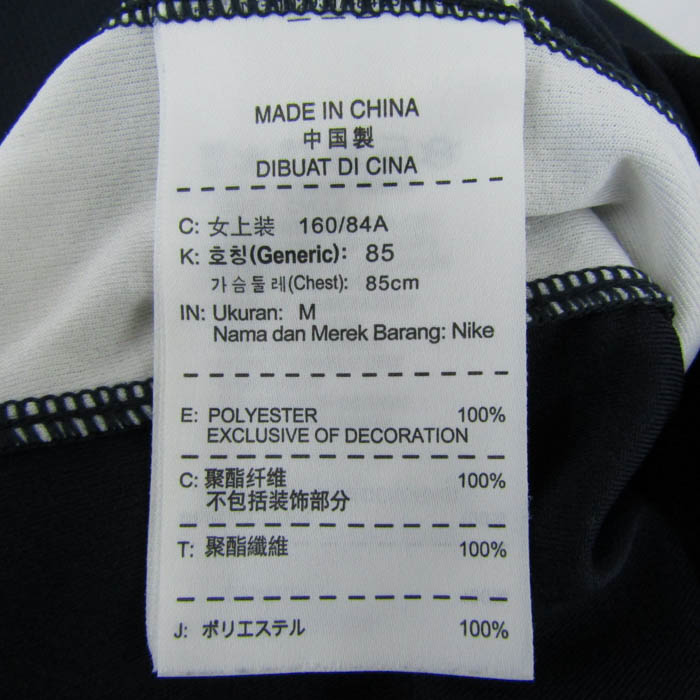 MADE IN CHINA
中国製
DIBUAT DI CINA
C: 女上装 160/84A
K: 호칭(Generic): 85
가슴둘레(Chest): 85cm
IN: Ukuran: M
Nama dan Merek Barang: Nike
E: POLYESTER 100%
EXCLUSIVE OF DECORATION
C: 聚酯纤维 100%
不包括装饰部分
T: 聚酯纖維 100%
J: ポリエステル 100%